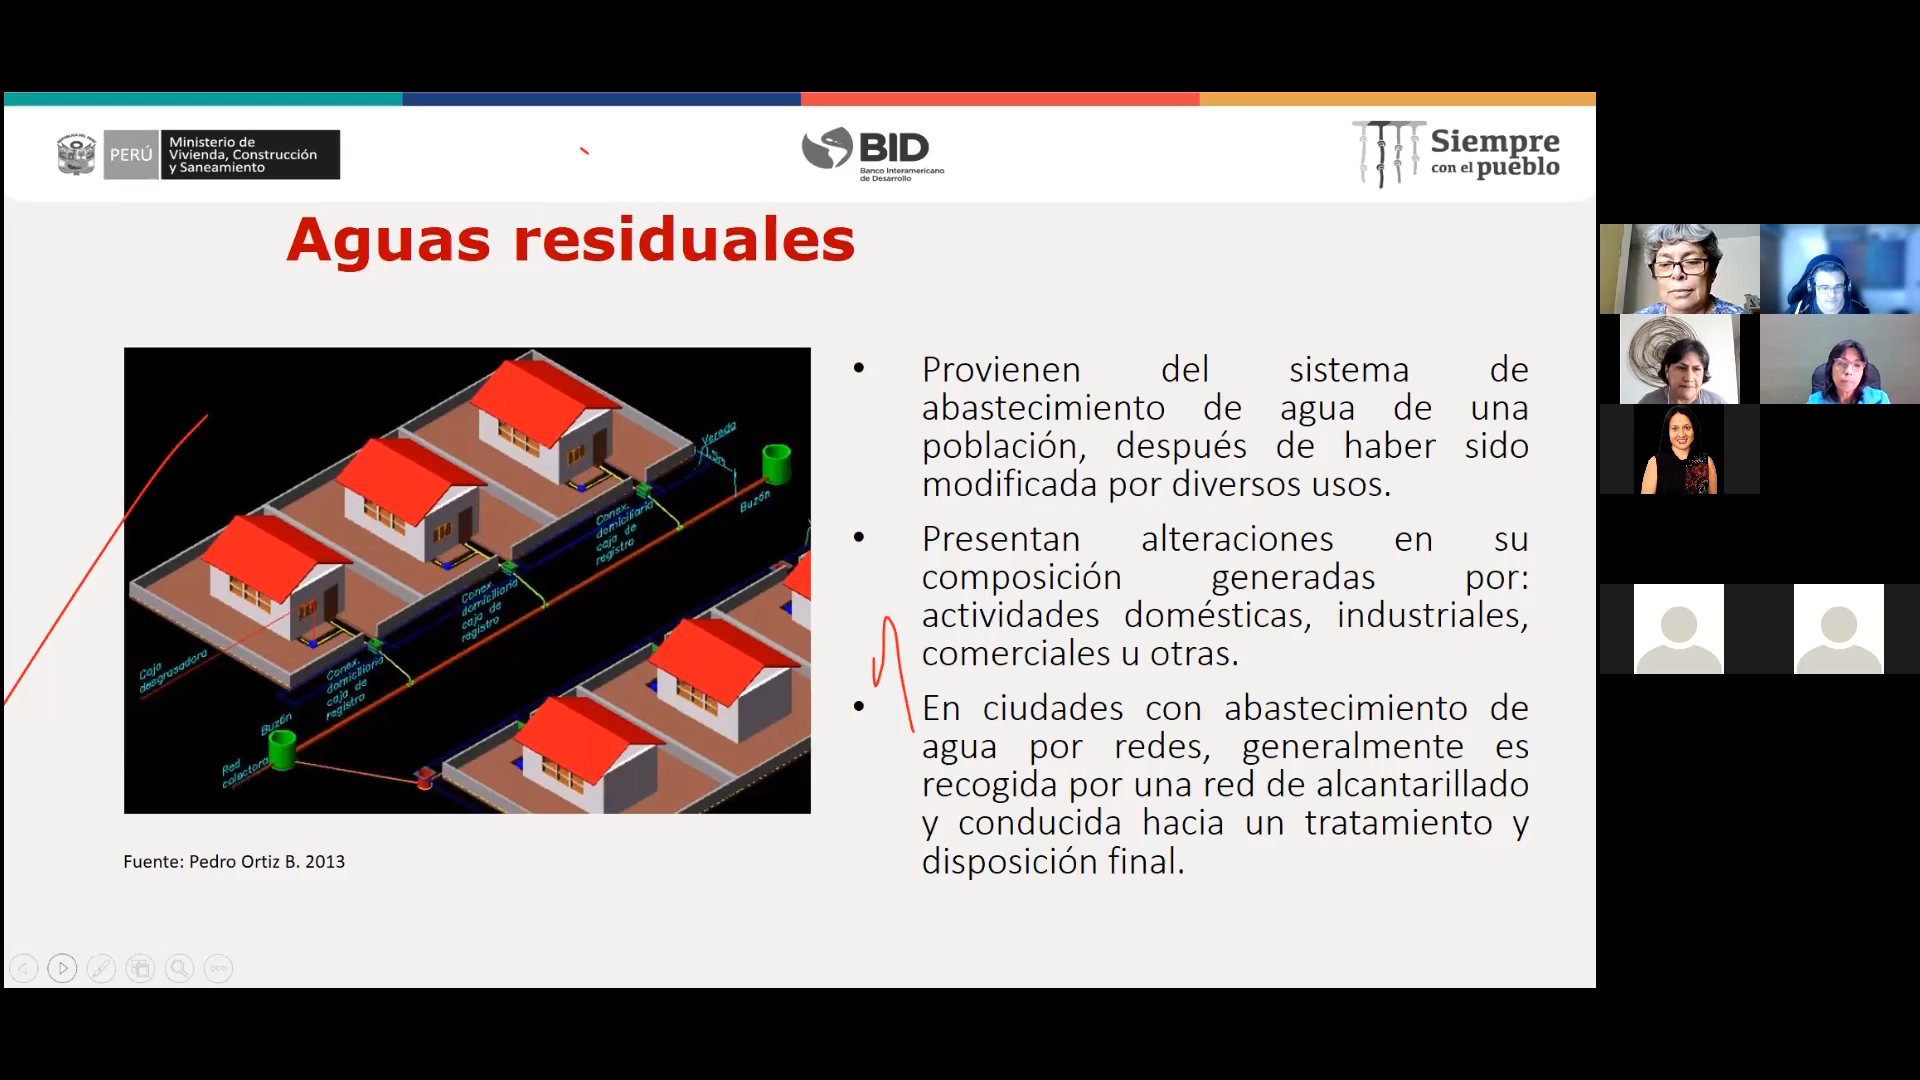 PERÚ
Ministerio de
Vivienda, Construcción
y Saneamiento
BID
Banco Interamericano
de Desarrollo
Siempre
con el pueblo
Aguas residuales
Vereda
Buzón
Conex.
domiciliaria
caja de
registro
Conex.
domiciliaria
caja de
registro
Conex.
domiciliaria
caja de
registro
Caja
desgrasadora
Buzón
Red
colectora
Fuente: Pedro Ortiz B. 2013
• Provienen del sistema de
abastecimiento de agua de una
población, después de haber sido
modificada por diversos usos.
• Presentan alteraciones en su
composición generadas por:
actividades domésticas, industriales,
comerciales u otras.
• En ciudades con abastecimiento de
agua por redes, generalmente es
recogida por una red de alcantarillado
y conducida hacia un tratamiento y
disposición final.